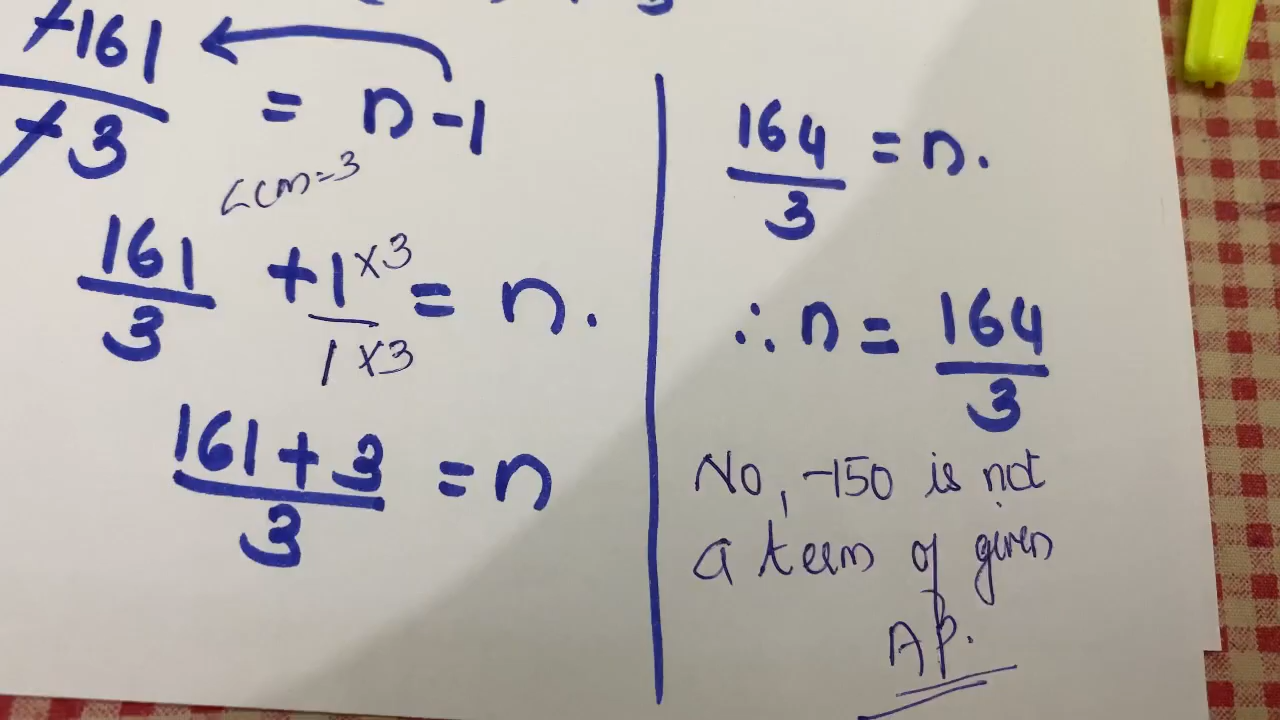 -161
-3
= n-1
LCM=3
161/3 +1×3/1×3 = n.
161+3/3 = n
164/3 = n.
∴ n = 164/3
No, -150 is not
a term of given
AP.